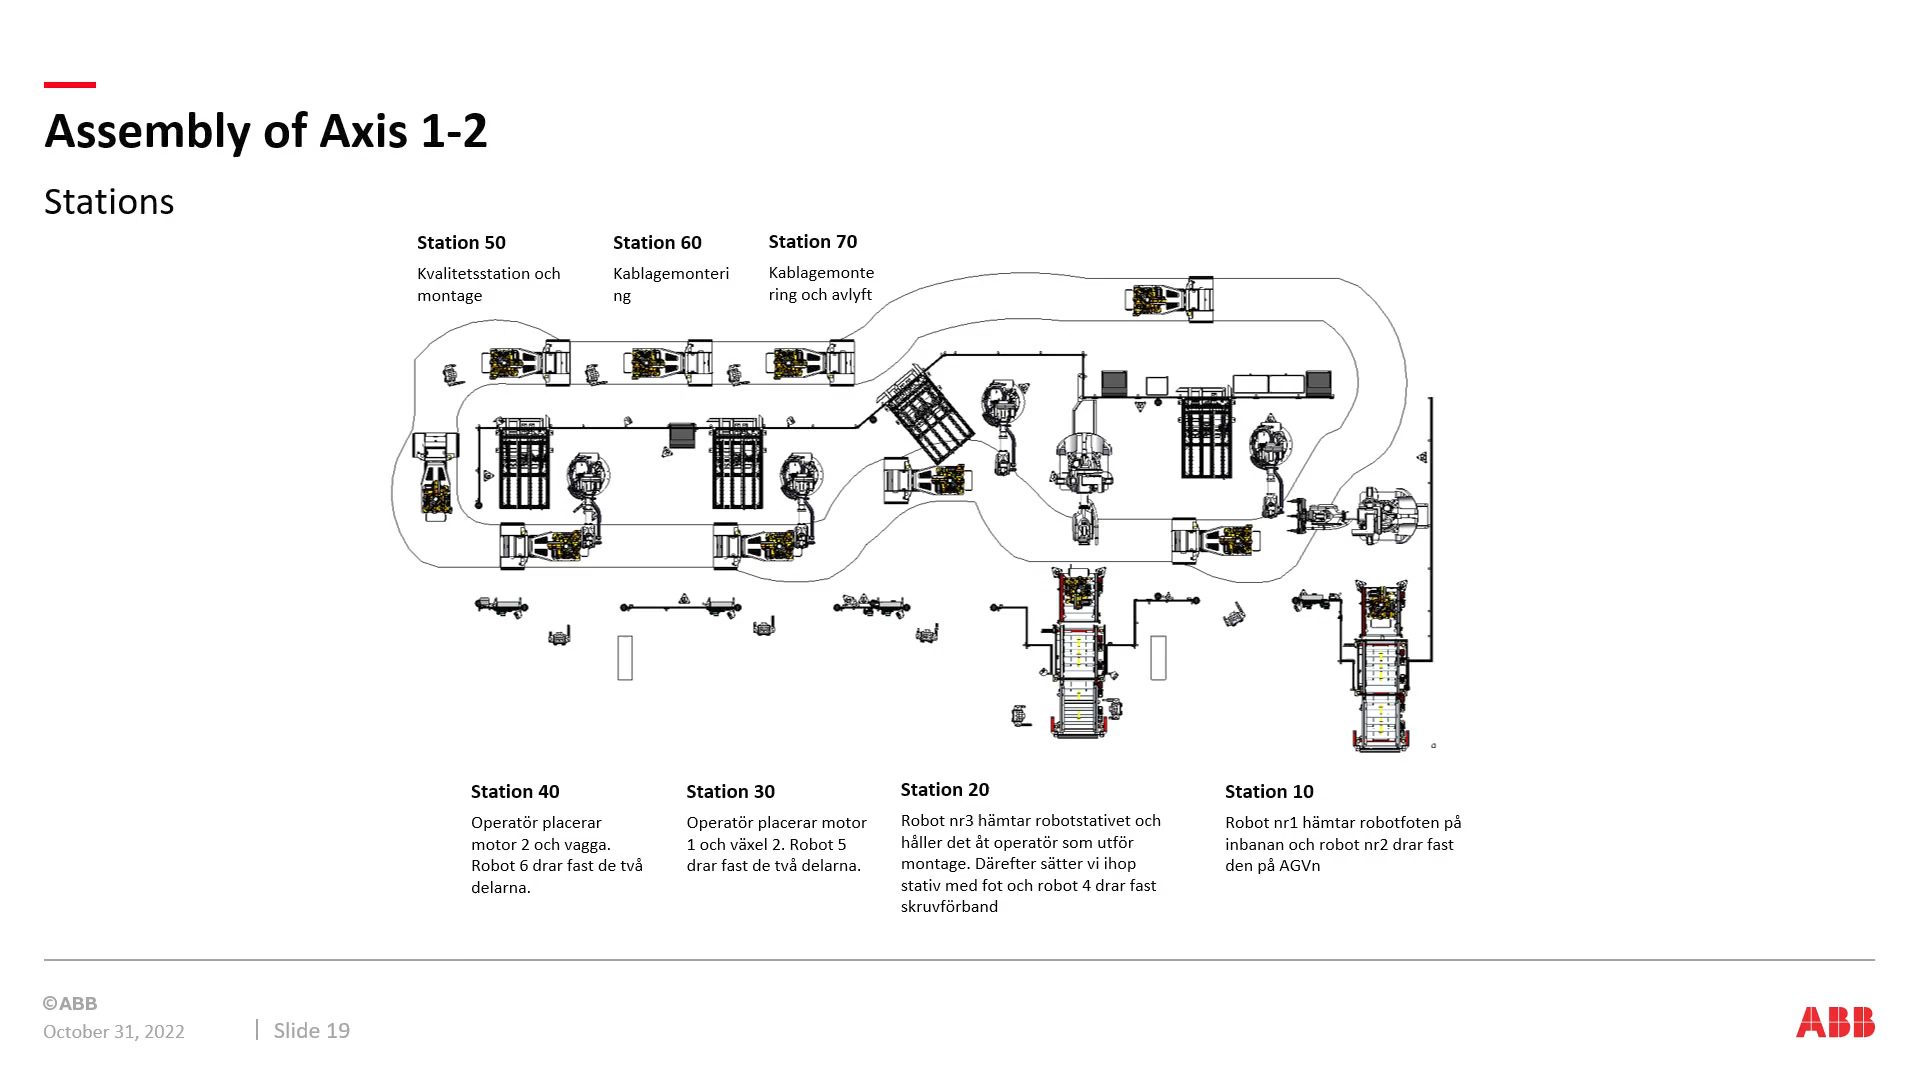 Assembly of Axis 1-2
Stations
Station 50
Kvalitetsstation och
montage
Station 60
Kablagemonteri
ng
Station 70
Kablagemonte
ring och avlyft
Station 40
Operatör placerar
motor 2 och vagga.
Robot 6 drar fast de två
delarna.
Station 30
Operatör placerar motor
1 och växel 2. Robot 5
drar fast de två delarna.
Station 20
Robot nr3 hämtar robotstativet och
håller det åt operatör som utför
montage. Därefter sätter vi ihop
stativ med fot och robot 4 drar fast
skruvförband
Station 10
Robot nr1 hämtar robotfoten på
inbanan och robot nr2 drar fast
den på AGVn
©ABB
October 31, 2022
Slide 19
ABB